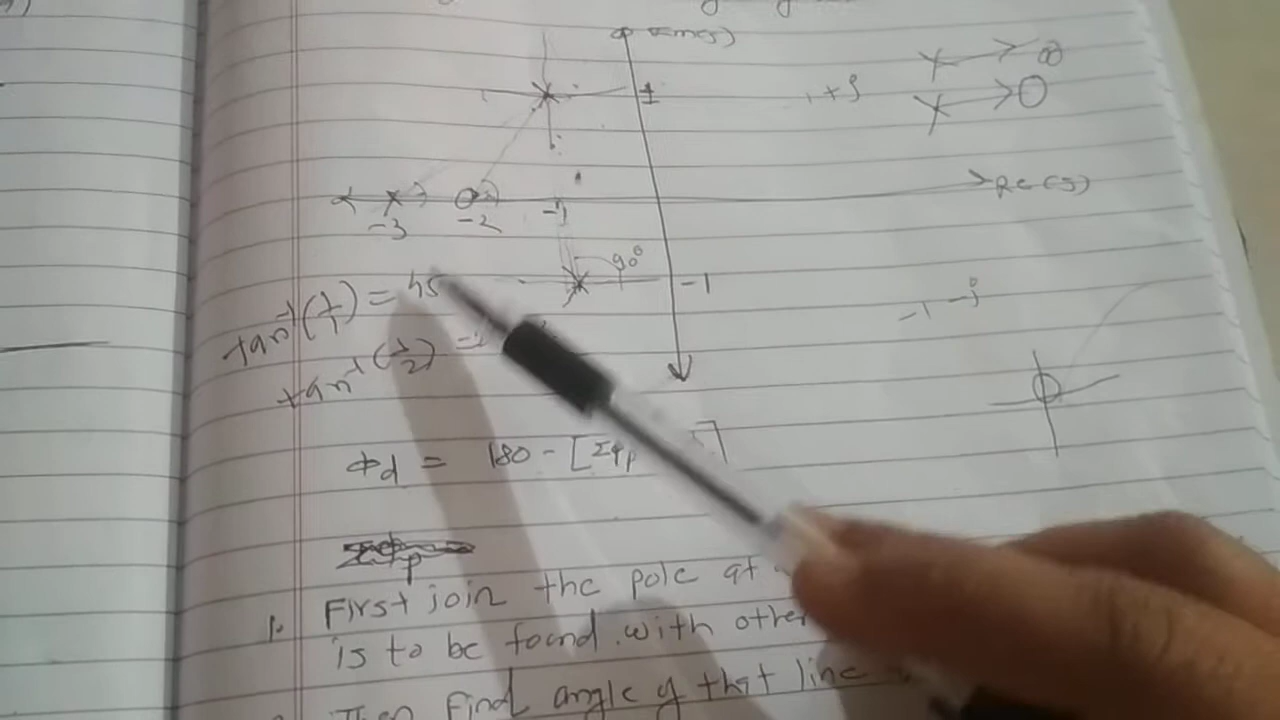 Im(s)
1
1+j
∞
Re(s)
-3
-2
-1
90°
-1
tan⁻¹(1/1) = 45
-1-j
tan⁻¹(1/2) =
Φd = 180 - [Σφp ]
1. First join the pole at
is to be found with other
Then find angle of that line